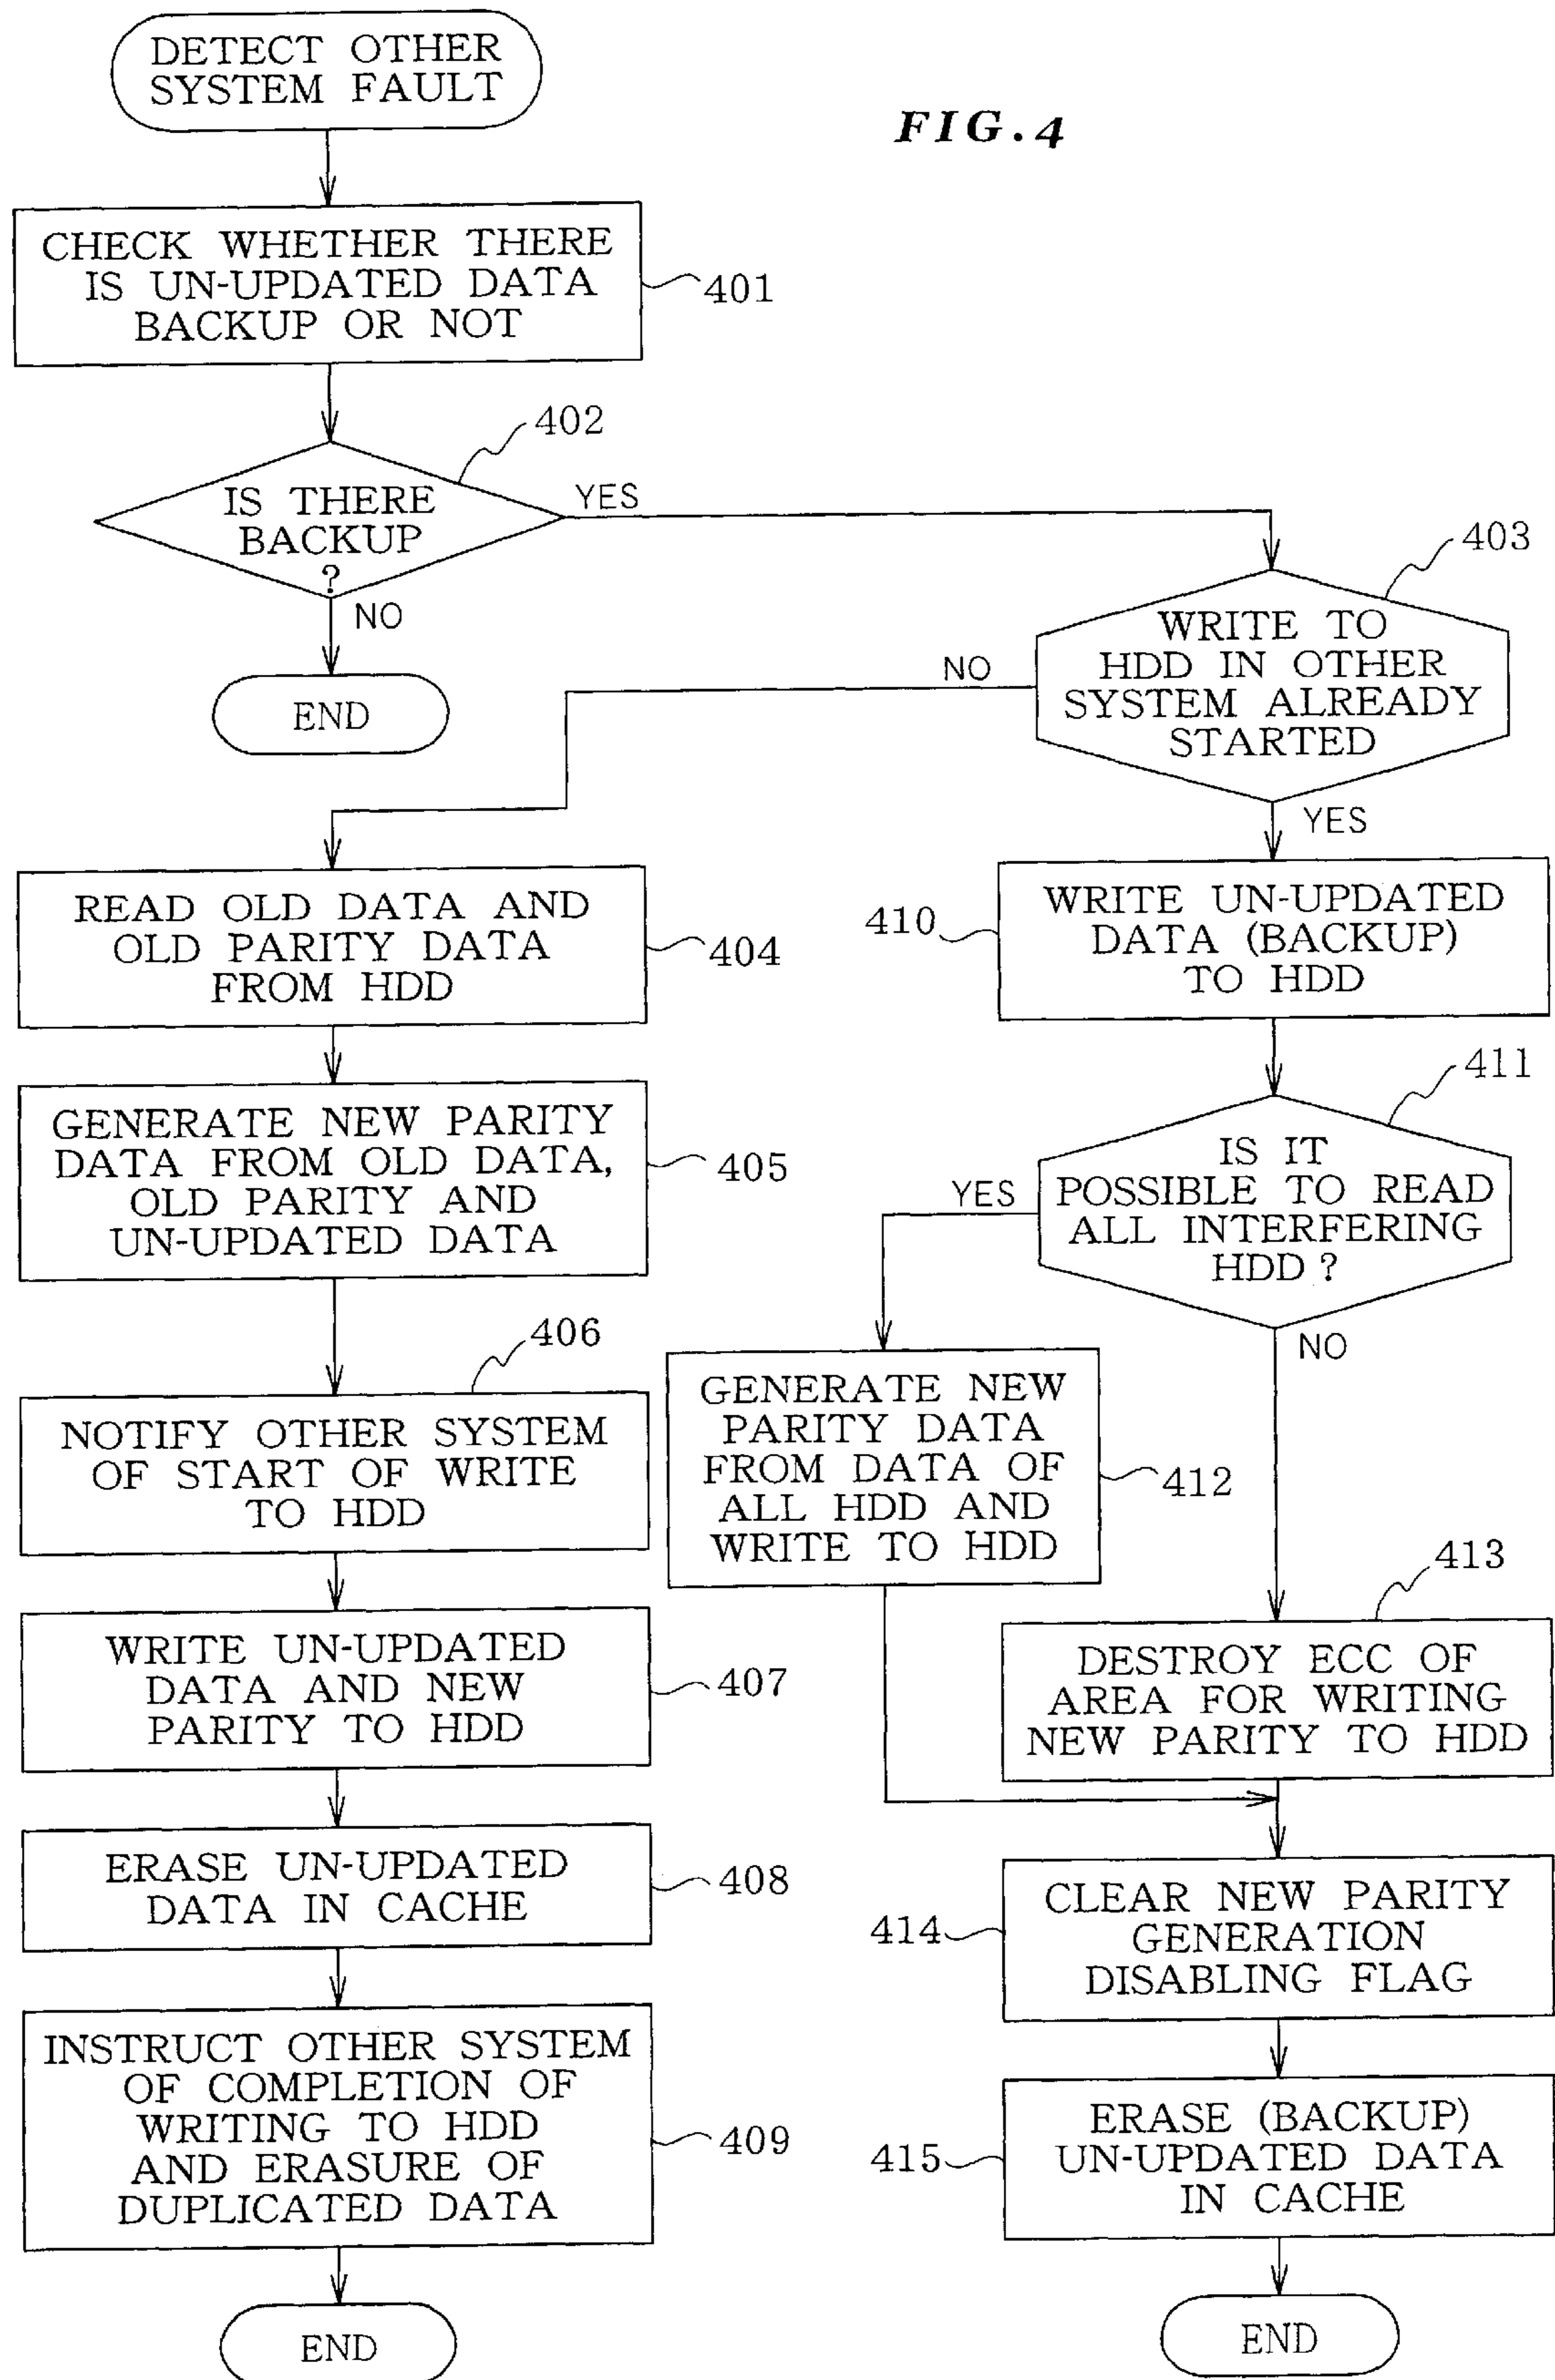 DETECT OTHER
SYSTEM FAULT
FIG.4
CHECK WHETHER THERE
IS UN-UPDATED DATA
BACKUP OR NOT
401
402
IS THERE
BACKUP
?
YES
NO
END
403
WRITE TO
HDD IN OTHER
SYSTEM ALREADY
STARTED
NO
YES
READ OLD DATA AND
OLD PARITY DATA
FROM HDD
404
GENERATE NEW PARITY
DATA FROM OLD DATA,
OLD PARITY AND
UN-UPDATED DATA
405
406
NOTIFY OTHER SYSTEM
OF START OF WRITE
TO HDD
WRITE UN-UPDATED
DATA AND NEW
PARITY TO HDD
407
ERASE UN-UPDATED
DATA IN CACHE
408
INSTRUCT OTHER SYSTEM
OF COMPLETION OF
WRITING TO HDD
AND ERASURE OF
DUPLICATED DATA
409
END
410
WRITE UN-UPDATED
DATA (BACKUP)
TO HDD
411
IS IT
POSSIBLE TO READ
ALL INTERFERING
HDD ?
YES
NO
GENERATE NEW
PARITY DATA
FROM DATA OF
ALL HDD AND
WRITE TO HDD
412
413
DESTROY ECC OF
AREA FOR WRITING
NEW PARITY TO HDD
414
CLEAR NEW PARITY
GENERATION
DISABLING FLAG
415
ERASE (BACKUP)
UN-UPDATED DATA
IN CACHE
END